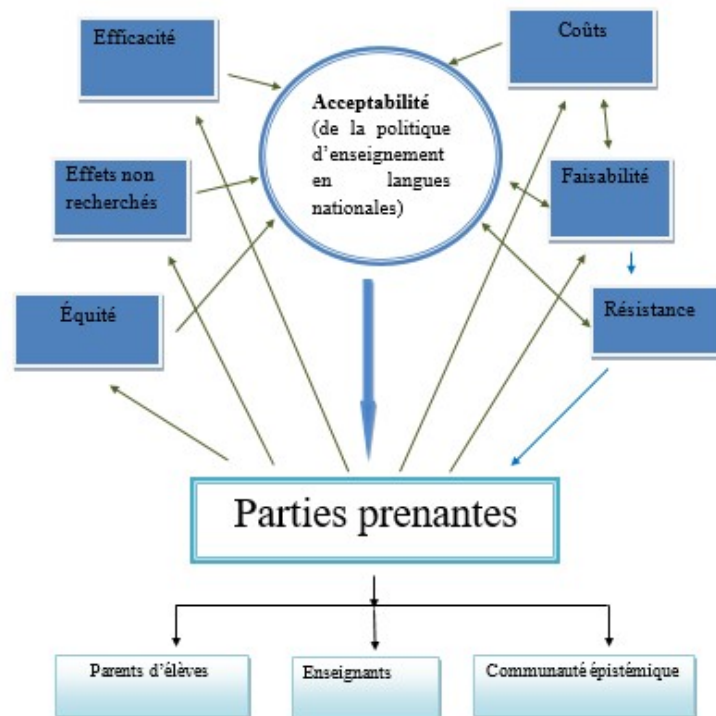 Efficacité
Coûts
Acceptabilité
(de la politique
d’enseignement
en langues
nationales)
Effets non
recherchés
Faisabilité
Équité
Résistance
Parties prenantes
Parents d’élèves
Enseignants
Communauté épistémique